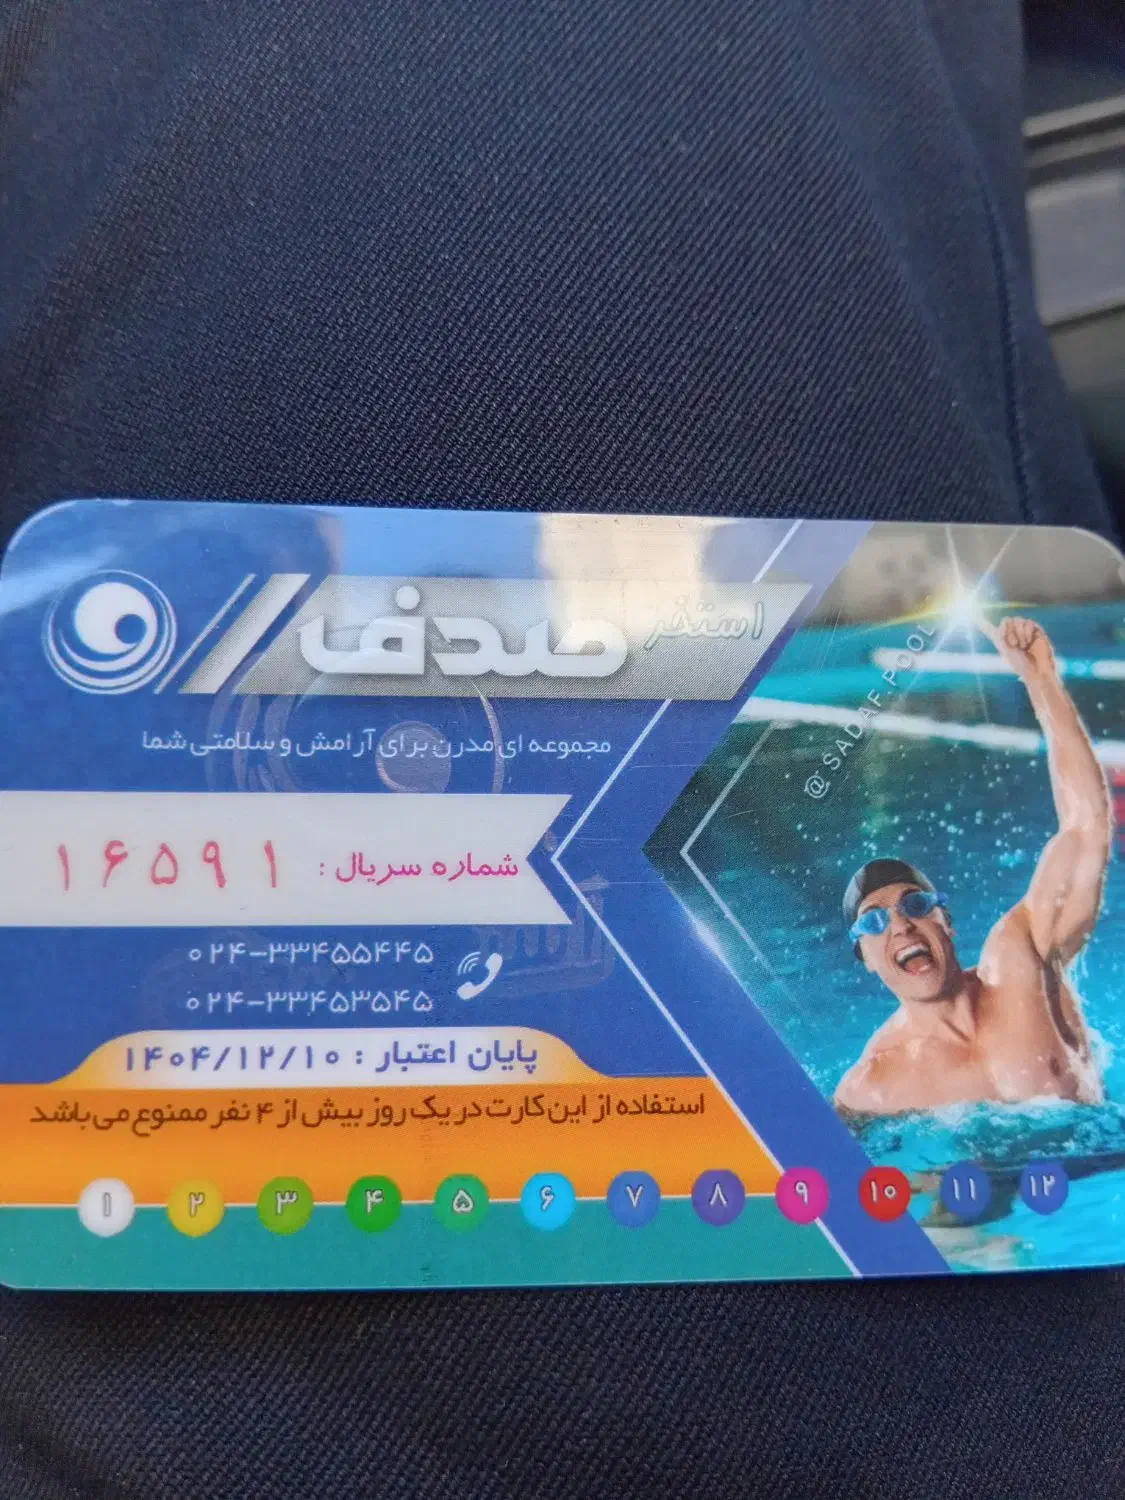 استخر صدف
مجموعه ای مدرن برای آرامش و سلامتی شما
شماره سریال : ۱۶۵۹۱
۰۲۴-۳۳۴۵۵۴۴۵
۰۲۴-۳۳۴۵۳۵۴۵
پایان اعتبار : ۱۴۰۴/۱۲/۱۰
استفاده از این کارت در یک روز بیش از ۴ نفر ممنوع می باشد
۱ ۲ ۳ ۴ ۵ ۶ ۷ ۸ ۹ ۱۰ ۱۱ ۱۲
@SADAF.POOL